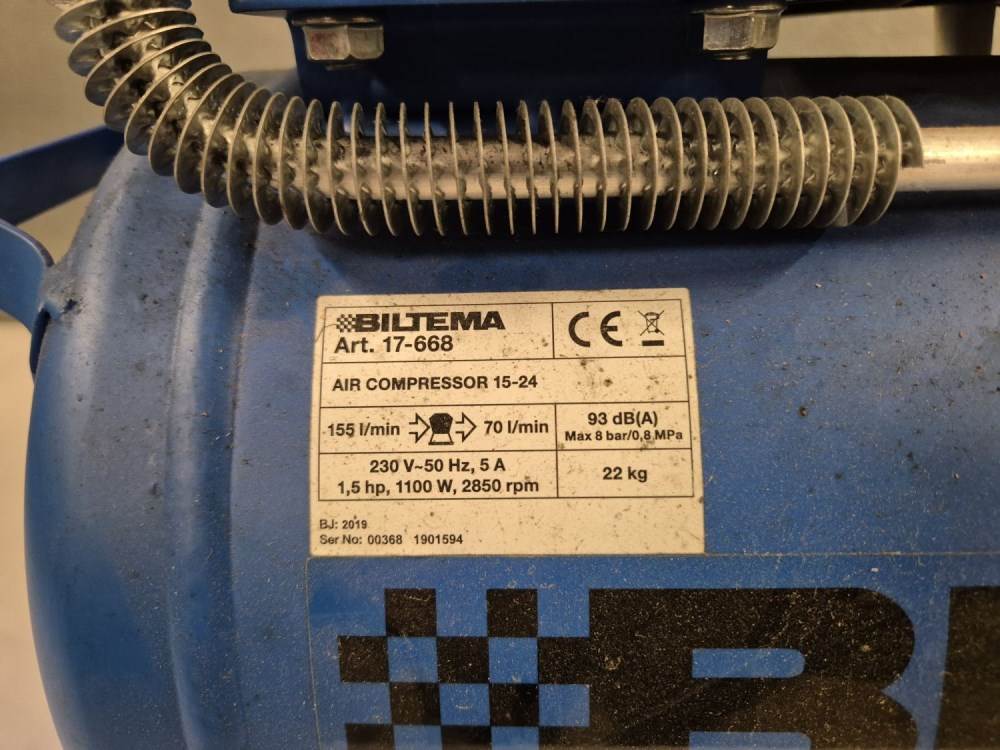 BILTEMA
Art. 17-668
CE
AIR COMPRESSOR 15-24
155 l/min 70 l/min
93 dB(A)
Max 8 bar/0,8 MPa
230 V~50 Hz, 5 A
1,5 hp, 1100 W, 2850 rpm
22 kg
BJ: 2019
Ser No: 00368 1901594